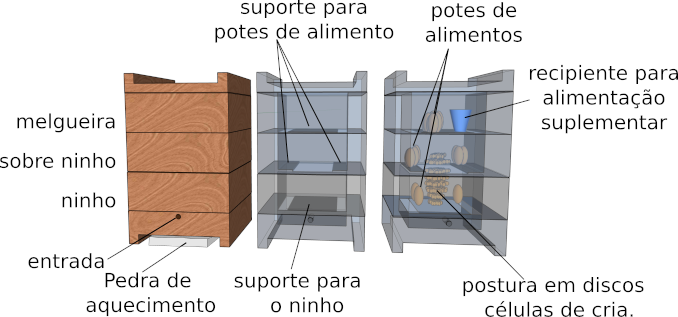 suporte para
potes de alimento
potes de
alimentos
recipiente para
alimentação
suplementar
melgueira
sobre ninho
ninho
entrada
Pedra de
aquecimento
suporte para
o ninho
postura em discos
células de cria.